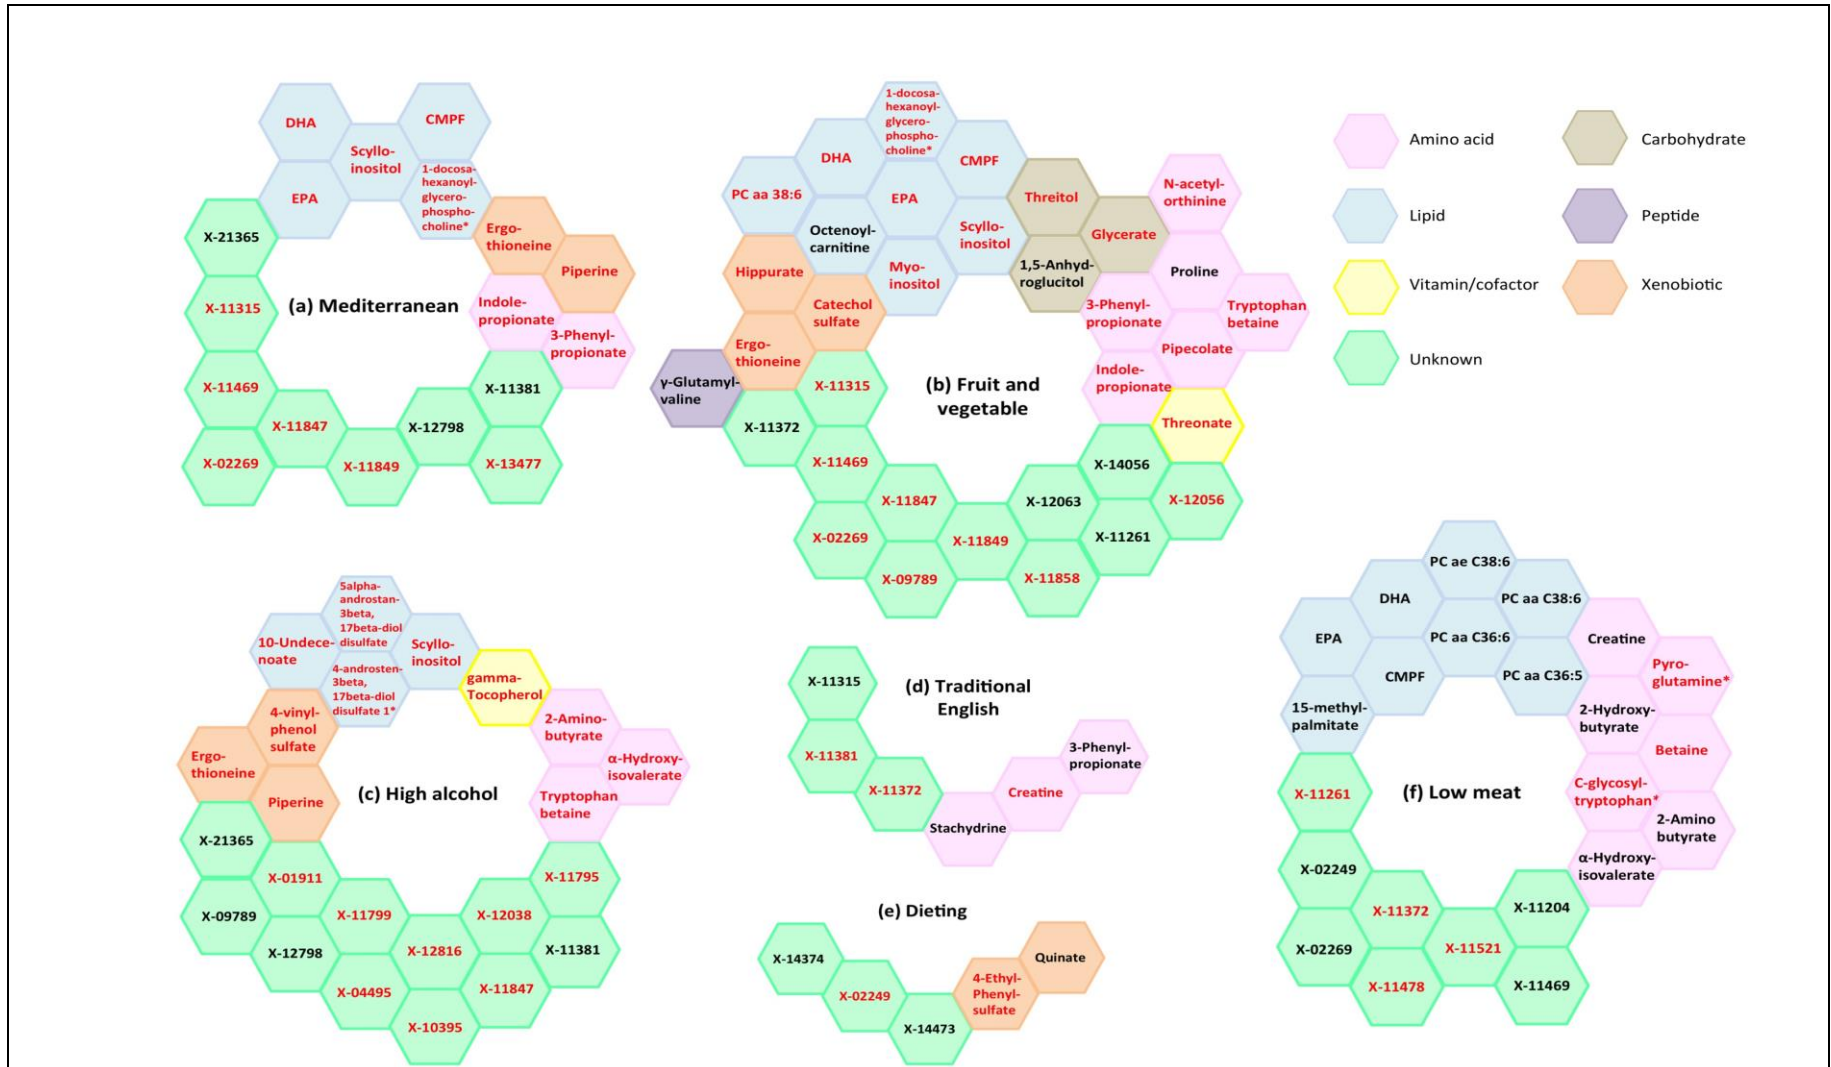 DHA
CMPF
Scyllo-
inositol
EPA
1-docosa-
hexanoyl-
glycero-
phospho-
choline*
X-21365
Ergo-
thioneine
Piperine
X-11315
(a) Mediterranean
Indole-
propionate
3-Phenyl-
propionate
X-11469
X-11381
X-11847
X-12798
X-02269
X-11849
X-13477
1-docosa-
hexanoyl-
glycero-
phospho-
choline*
DHA
CMPF
PC aa 38:6
EPA
Threitol
N-acetyl-
orthinine
Octenoyl-
carnitine
Scyllo-
inositol
Glycerate
Hippurate
Myo-
inositol
1,5-Anhyd-
roglucitol
Proline
Catechol
sulfate
3-Phenyl-
propionate
Tryptophan
betaine
Ergo-
thioneine
Pipecolate
γ-Glutamyl-
valine
X-11315
(b) Fruit and
vegetable
Indole-
propionate
X-11372
Threonate
X-11469
X-14056
X-11847
X-12063
X-12056
X-02269
X-11849
X-11261
X-09789
X-11858
Amino acid
Carbohydrate
Lipid
Peptide
Vitamin/cofactor
Xenobiotic
Unknown
5alpha-
androstan-
3beta,
17beta-diol
disulfate
10-Undece-
noate
Scyllo-
inositol
4-androsten-
3beta,
17beta-diol
disulfate 1*
gamma-
Tocopherol
4-vinyl-
phenol
sulfate
2-Amino-
butyrate
Ergo-
thioneine
α-Hydroxy-
isovalerate
Piperine
(c) High alcohol
Tryptophan
betaine
X-21365
X-01911
X-11795
X-09789
X-11799
X-12038
X-12798
X-12816
X-11381
X-04495
X-11847
X-10395
X-11315
(d) Traditional
English
X-11381
3-Phenyl-
propionate
X-11372
Creatine
Stachydrine
(e) Dieting
X-14374
Quinate
X-02249
4-Ethyl-
Phenyl-
sulfate
X-14473
PC ae C38:6
DHA
PC aa C38:6
EPA
PC aa C36:6
Creatine
CMPF
PC aa C36:5
Pyro-
glutamine*
15-methyl-
palmitate
2-Hydroxy-
butyrate
Betaine
X-11261
(f) Low meat
C-glycosyl-
tryptophan*
2-Amino
butyrate
X-02249
α-Hydroxy-
isovalerate
X-11372
X-11204
X-02269
X-11521
X-11478
X-11469